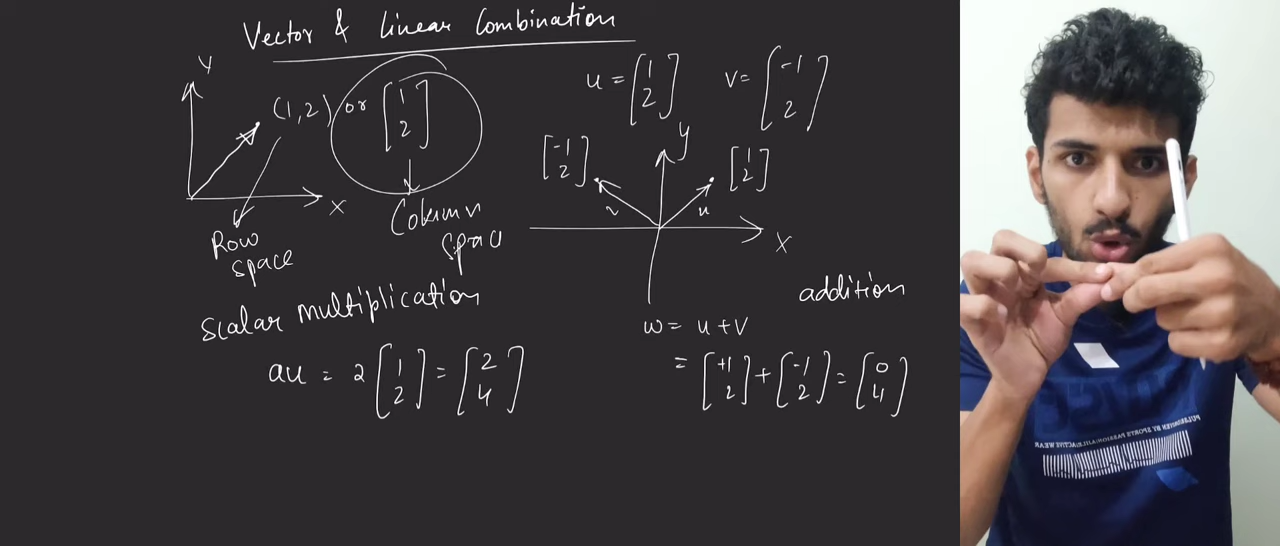 Vector & Linear Combination
Y
(1,2) or [1 2]
X
Row space
Column
spac
u = [1 2] v = [-1 2]
y
[-1 2] [1 2]
v u
X
scalar multiplication
au = 2 [1 2] = [2 4]
addition
w = u + v
= [+1 2] + [-1 2] = [0 4]